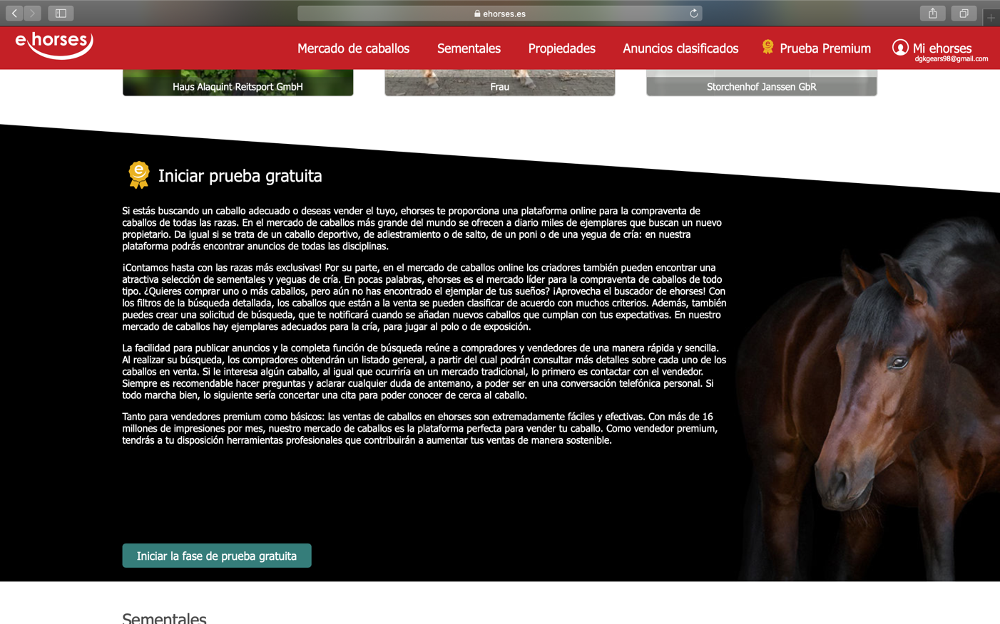 ehorses.es
e horses
Mercado de caballos
Sementales
Propiedades
Anuncios clasificados
Prueba Premium
Mi ehorses
dgkgears98@gmail.com
Haus Alaquint Reitsport GmbH
Frau
Storchenhof Janssen GbR
Iniciar prueba gratuita
Si estás buscando un caballo adecuado o deseas vender el tuyo, ehorses te proporciona una plataforma online para la compraventa de
caballos de todas las razas. En el mercado de caballos más grande del mundo se ofrecen a diario miles de ejemplares que buscan un nuevo
propietario. Da igual si se trata de un caballo deportivo, de adiestramiento o de salto, de un poni o de una yegua de cría: en nuestra
plataforma podrás encontrar anuncios de todas las disciplinas.
¡Contamos hasta con las razas más exclusivas! Por su parte, en el mercado de caballos online los criadores también pueden encontrar una
atractiva selección de sementales y yeguas de cría. En pocas palabras, ehorses es el mercado líder para la compraventa de caballos de todo
tipo. ¿Quieres comprar uno o más caballos, pero aún no has encontrado el ejemplar de tus sueños? ¡Aprovecha el buscador de ehorses! Con
los filtros de la búsqueda detallada, los caballos que están a la venta se pueden clasificar de acuerdo con muchos criterios. Además, también
puedes crear una solicitud de búsqueda, que te notificará cuando se añadan nuevos caballos que cumplan con tus expectativas. En nuestro
mercado de caballos hay ejemplares adecuados para la cría, para jugar al polo o de exposición.
La facilidad para publicar anuncios y la completa función de búsqueda reúne a compradores y vendedores de una manera rápida y sencilla.
Al realizar su búsqueda, los compradores obtendrán un listado general, a partir del cual podrán consultar más detalles sobre cada uno de los
caballos en venta. Si le interesa algún caballo, al igual que ocurriría en un mercado tradicional, lo primero es contactar con el vendedor.
Siempre es recomendable hacer preguntas y aclarar cualquier duda de antemano, a poder ser en una conversación telefónica personal. Si
todo marcha bien, lo siguiente sería concertar una cita para poder conocer de cerca al caballo.
Tanto para vendedores premium como básicos: las ventas de caballos en ehorses son extremadamente fáciles y efectivas. Con más de 16
millones de impresiones por mes, nuestro mercado de caballos es la plataforma perfecta para vender tu caballo. Como vendedor premium,
tendrás a tu disposición herramientas profesionales que contribuirán a aumentar tus ventas de manera sostenible.
Iniciar la fase de prueba gratuita
Sementales